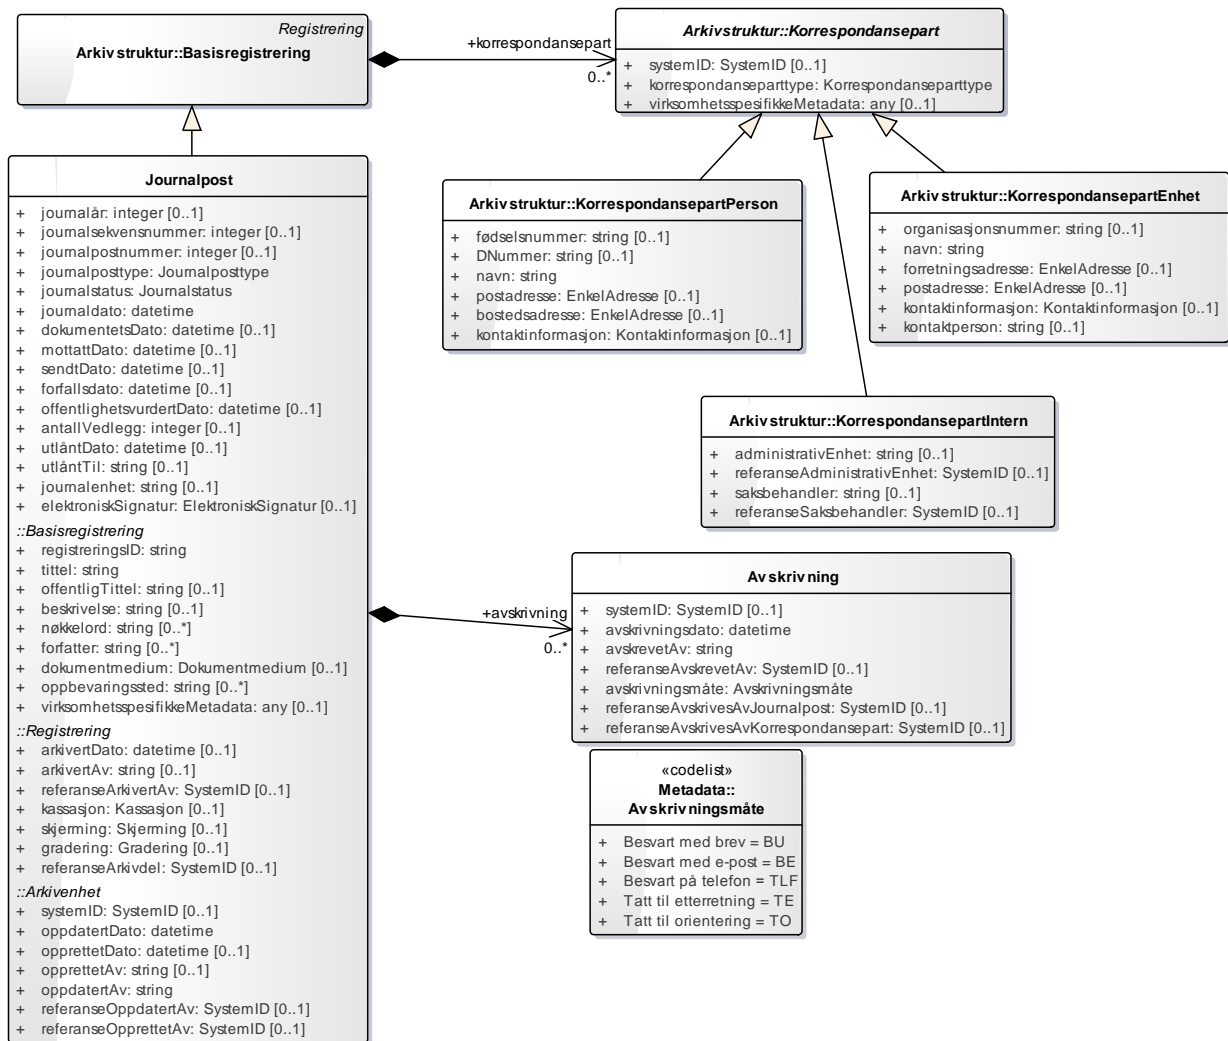 Registrering
Arkivstruktur::Basisregistrering
+korrespondansepart
0..*
Arkivstruktur::Korrespondansepart
+ systemID: SystemID [0..1]
+ korrespondanseparttype: Korrespondanseparttype
+ virksomhetsspesifikkeMetadata: any [0..1]
Journalpost
+ journalår: integer [0..1]
+ journalsekvensnummer: integer [0..1]
+ journalpostnummer: integer [0..1]
+ journalposttype: Journalposttype
+ journalstatus: Journalstatus
+ journaldato: datetime
+ dokumentetsDato: datetime [0..1]
+ mottattDato: datetime [0..1]
+ sendtDato: datetime [0..1]
+ forfallsdato: datetime [0..1]
+ offentlighetsvurdertDato: datetime [0..1]
+ antallVedlegg: integer [0..1]
+ utlåntDato: datetime [0..1]
+ utlåntTil: string [0..1]
+ journalenhet: string [0..1]
+ elektroniskSignatur: ElektroniskSignatur [0..1]
::Basisregistrering
+ registreringsID: string
+ tittel: string
+ offentligTittel: string [0..1]
+ beskrivelse: string [0..1]
+ nøkkelord: string [0..*]
+ forfatter: string [0..*]
+ dokumentmedium: Dokumentmedium [0..1]
+ oppbevaringssted: string [0..*]
+ virksomhetsspesifikkeMetadata: any [0..1]
::Registrering
+ arkivertDato: datetime [0..1]
+ arkivertAv: string [0..1]
+ referanseArkivertAv: SystemID [0..1]
+ kassasjon: Kassasjon [0..1]
+ skjerming: Skjerming [0..1]
+ gradering: Gradering [0..1]
+ referanseArkivdel: SystemID [0..1]
::Arkivenhet
+ systemID: SystemID [0..1]
+ oppdatertDato: datetime
+ opprettetDato: datetime [0..1]
+ opprettetAv: string [0..1]
+ oppdatertAv: string
+ referanseOppdatertAv: SystemID [0..1]
+ referanseOpprettetAv: SystemID [0..1]
Arkivstruktur::KorrespondansepartPerson
+ fødselsnummer: string [0..1]
+ DNummer: string [0..1]
+ navn: string
+ postadresse: EnkelAdresse [0..1]
+ bostedsadresse: EnkelAdresse [0..1]
+ kontaktinformasjon: Kontaktinformasjon [0..1]
Arkivstruktur::KorrespondansepartEnhet
+ organisasjonsnummer: string [0..1]
+ navn: string
+ forretningsadresse: EnkelAdresse [0..1]
+ postadresse: EnkelAdresse [0..1]
+ kontaktinformasjon: Kontaktinformasjon [0..1]
+ kontaktperson: string [0..1]
Arkivstruktur::KorrespondansepartIntern
+ administrativEnhet: string [0..1]
+ referanseAdministrativEnhet: SystemID [0..1]
+ saksbehandler: string [0..1]
+ referanseSaksbehandler: SystemID [0..1]
+avskrivning
0..*
Avskrivning
+ systemID: SystemID [0..1]
+ avskrivningsdato: datetime
+ avskrevetAv: string
+ referanseAvskrevetAv: SystemID [0..1]
+ avskrivningsmåte: Avskrivningsmåte
+ referanseAvskrivesAvJournalpost: SystemID [0..1]
+ referanseAvskrivesAvKorrespondansepart: SystemID [0..1]
«codelist»
Metadata::
Avskrivningsmåte
+ Besvart med brev = BU
+ Besvart med e-post = BE
+ Besvart på telefon = TLF
+ Tatt til etterretning = TE
+ Tatt til orientering = TO